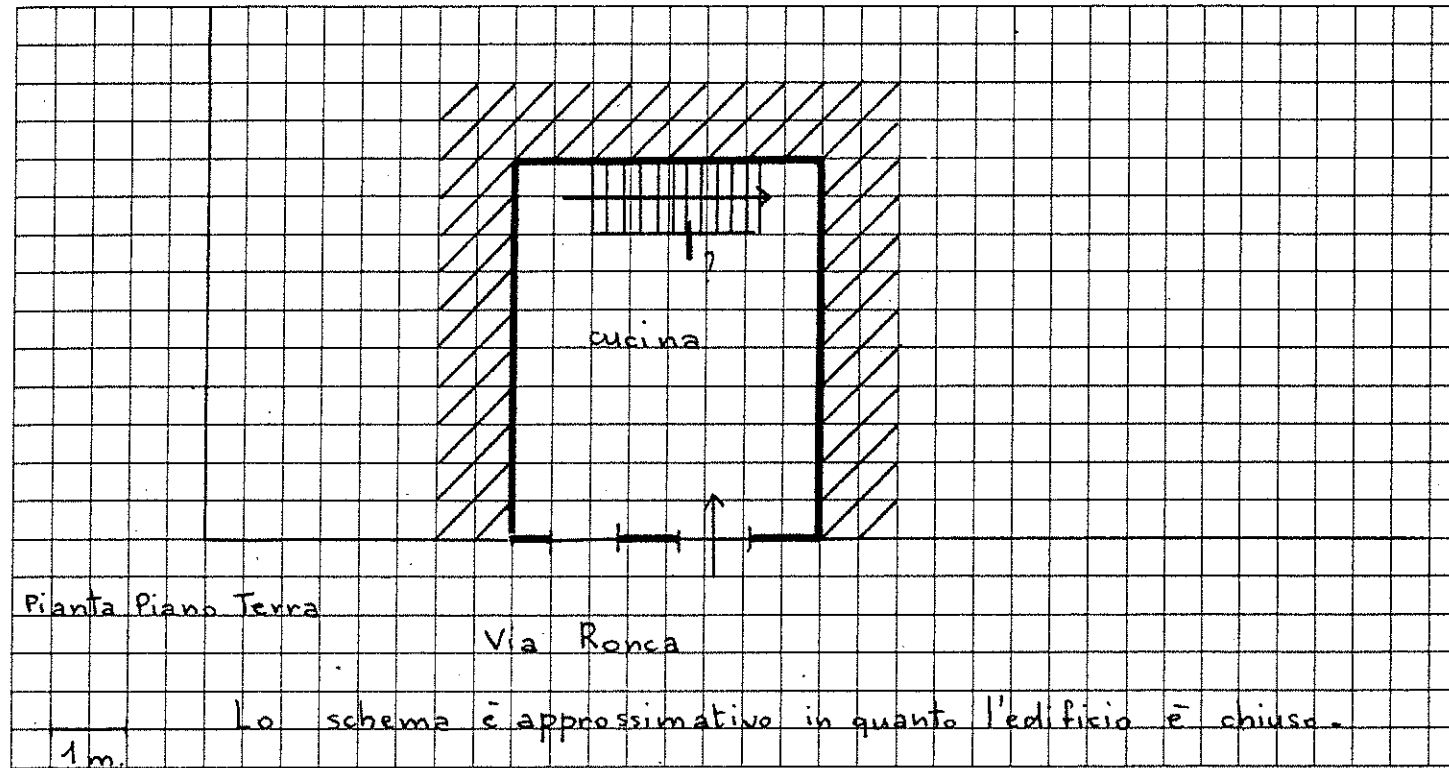 ?
cucina
Pianta Piano Terra
Via Ronca
Lo schema è approssimativo in quanto l'edificio è chiuso.
1 m.